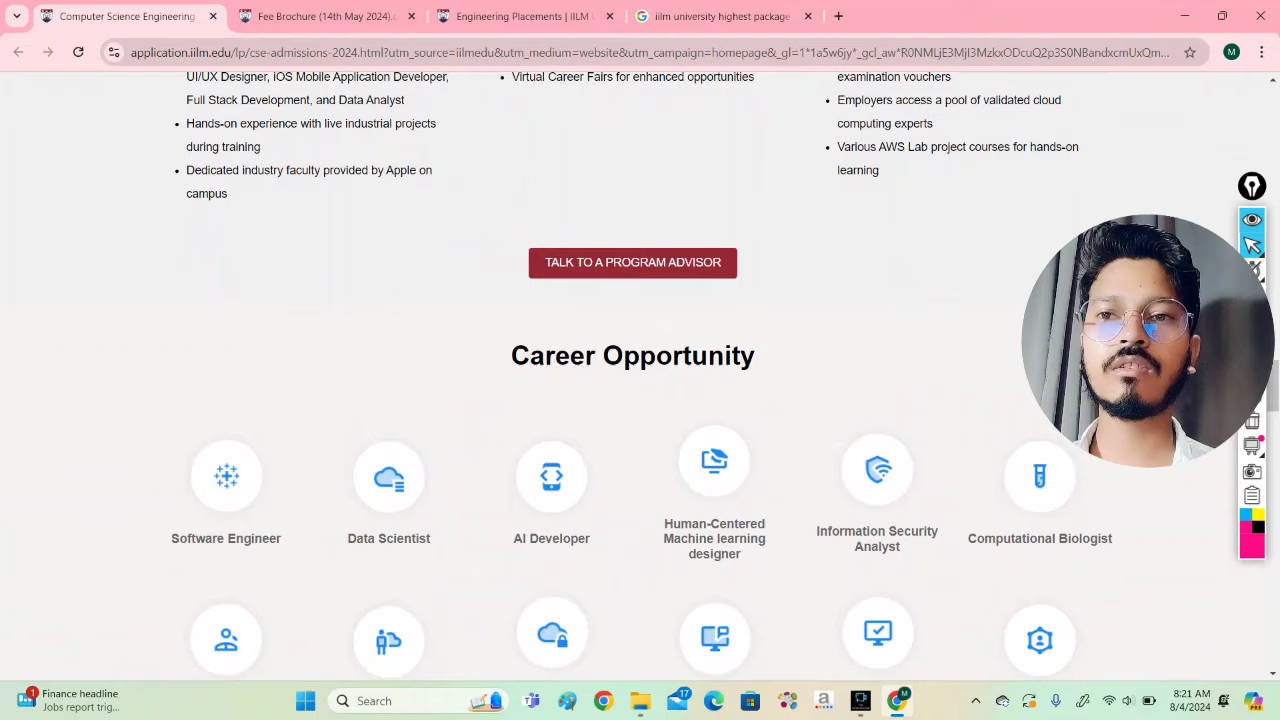 Computer Science Engineering
Fee Brochure (14th May 2024).c
Engineering Placements | IILM U
iilm university highest package
application.iilm.edu/lp/cse-admissions-2024.html?utm_source=iilmedu&utm_medium=website&utm_campaign=homepage&_gl=1*1a5w6jy*_gcl_aw*
M
UI/UX Designer, iOS Mobile Application Developer,
Full Stack Development, and Data Analyst
• Hands-on experience with live industrial projects
during training
• Dedicated industry faculty provided by Apple on
campus
• Virtual Career Fairs for enhanced opportunities
examination vouchers
• Employers access a pool of validated cloud
computing experts
• Various AWS Lab project courses for hands-on
learning
TALK TO A PROGRAM ADVISOR
Career Opportunity
Software Engineer
Data Scientist
AI Developer
Human-Centered
Machine learning
designer
Information Security
Analyst
Computational Biologist
1
Finance headline
Labs report trig...
Search
17
a
M
8:21 AM
8/4/2024